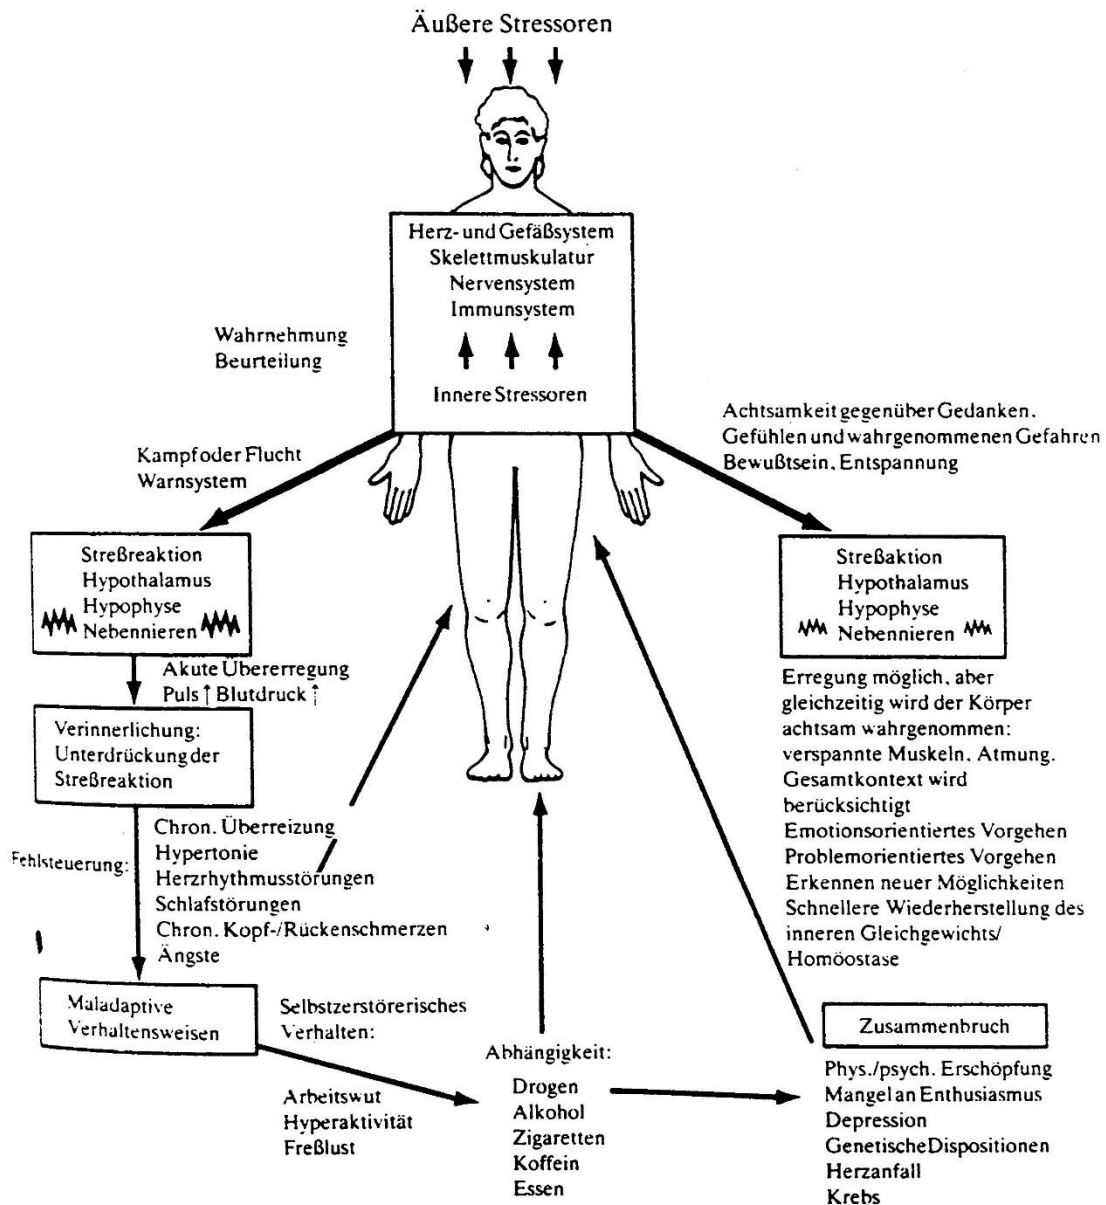 Äußere Stressoren
Herz- und Gefäßsystem
Skelettmuskulatur
Nervensystem
Immunsystem
Innere Stressoren
Wahrnehmung
Beurteilung
Kampf oder Flucht
Warnsystem
Streßreaktion
Hypothalamus
Hypophyse
Nebennieren
Akute Übererregung
Puls ↑ Blutdruck ↑
Verinnerlichung:
Unterdrückung der
Streßreaktion
Fehlsteuerung:
Chron. Überreizung
Hypertonie
Herzrhythmusstörungen
Schlafstörungen
Chron. Kopf-/Rückenschmerzen
Ängste
Maladaptive
Verhaltensweisen
Selbstzerstörerisches
Verhalten:
Arbeitswut
Hyperaktivität
Freßlust
Abhängigkeit:
Drogen
Alkohol
Zigaretten
Koffein
Essen
Achtsamkeit gegenüber Gedanken,
Gefühlen und wahrgenommenen Gefahren
Bewußtsein, Entspannung
Streßaktion
Hypothalamus
Hypophyse
Nebennieren
Erregung möglich, aber
gleichzeitig wird der Körper
achtsam wahrgenommen:
verspannte Muskeln, Atmung.
Gesamtkontext wird
berücksichtigt
Emotionsorientiertes Vorgehen
Problemorientiertes Vorgehen
Erkennen neuer Möglichkeiten
Schnellere Wiederherstellung des
inneren Gleichgewichts/
Homöostase
Zusammenbruch
Phys./psych. Erschöpfung
Mangel an Enthusiasmus
Depression
Genetische Dispositionen
Herzanfall
Krebs